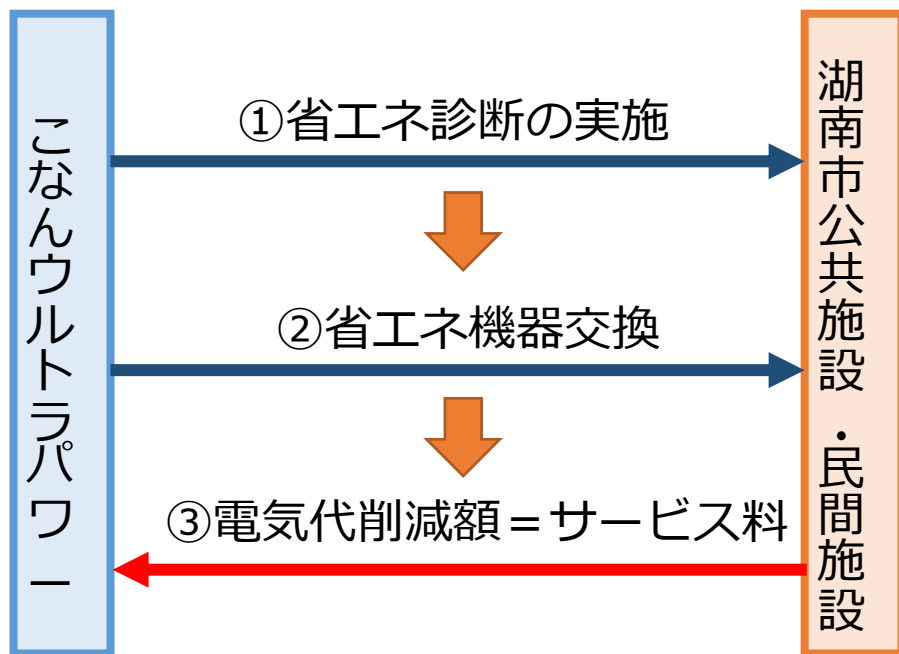 こなんウルトラパワー
①省エネ診断の実施
②省エネ機器交換
③電気代削減額＝サービス料
湖南市公共施設・民間施設